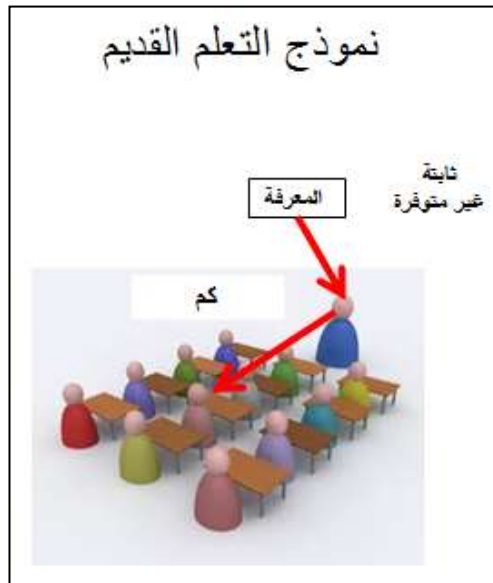 نموذج التعلم القديم
ثابتة
غير متوفرة
المعرفة
كم